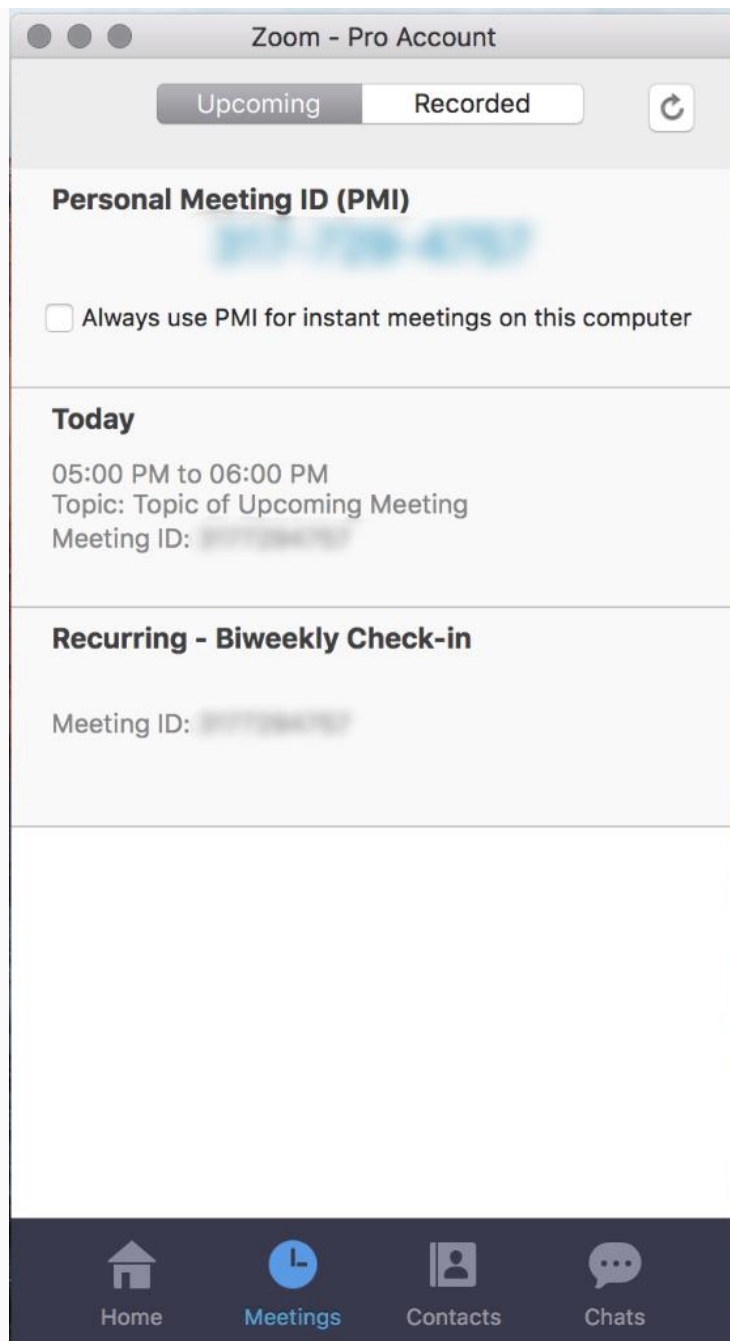 Zoom - Pro Account
Upcoming Recorded
Personal Meeting ID (PMI)
Always use PMI for instant meetings on this computer
Today
05:00 PM to 06:00 PM
Topic: Topic of Upcoming Meeting
Meeting ID:
Recurring - Biweekly Check-in
Meeting ID:
Home Meetings Contacts Chats